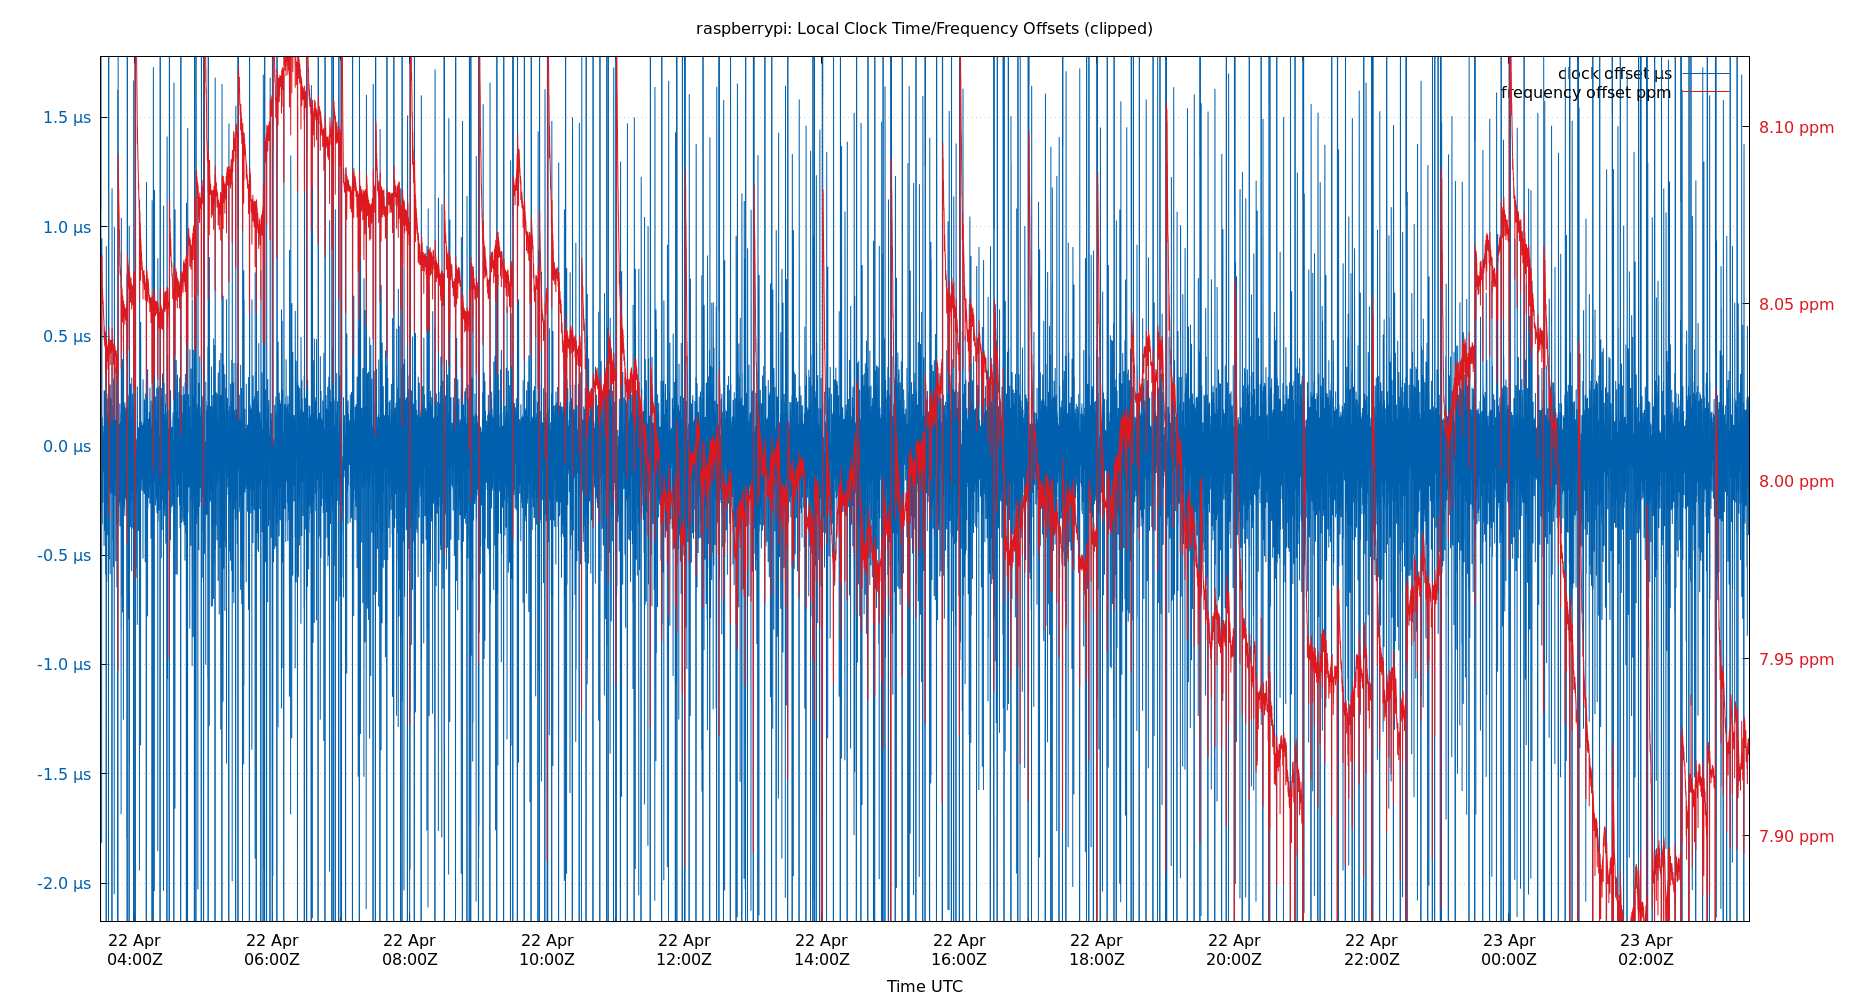 raspberrypi: Local Clock Time/Frequency Offsets (clipped)
clock offset µs
frequency offset ppm
1.5 µs
1.0 µs
0.5 µs
0.0 µs
-0.5 µs
-1.0 µs
-1.5 µs
-2.0 µs
8.10 ppm
8.05 ppm
8.00 ppm
7.95 ppm
7.90 ppm
22 Apr 22 Apr 22 Apr 22 Apr 22 Apr 22 Apr 22 Apr 22 Apr 22 Apr 22 Apr 23 Apr 23 Apr
04:00Z 06:00Z 08:00Z 10:00Z 12:00Z 14:00Z 16:00Z 18:00Z 20:00Z 22:00Z 00:00Z 02:00Z
Time UTC